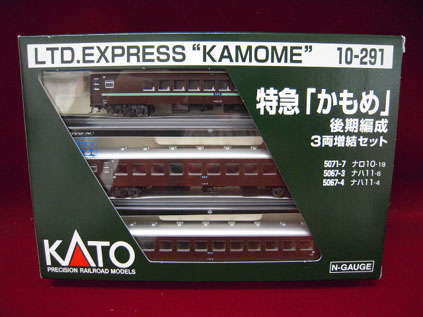 LTD.EXPRESS “KAMOME” 10-291
特急「かもめ」
後期編成
3両増結セット
5071-7 ナロ10-19
5067-3 ナハ11-6
5067-4 ナハ11-4
KATO
PRECISION RAILROAD MODELS
N-GAUGE